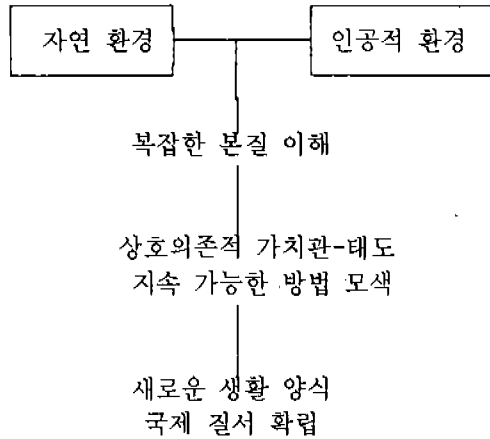 자연 환경
인공적 환경
복잡한 본질 이해
상호의존적 가치관-태도
지속 가능한 방법 모색
새로운 생활 양식
국제 질서 확립